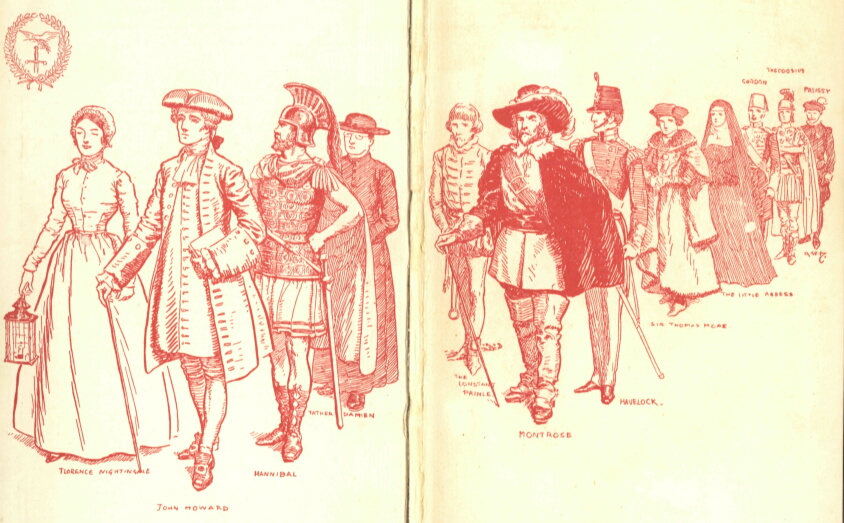 FLORENCE NIGHTINGALE
JOHN HOWARD
HANNIBAL
FATHER DAMIEN
THE
CONSTANT
PRINCE
MONTROSE
HAVELOCK
SIR THOMAS MORE
THE LITTLE ABBESS
GORDON
THEODOSIUS
PALISSY